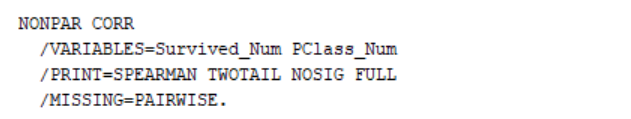 NONPAR CORR
/VARIABLES=Survived_Num PClass_Num
/PRINT=SPEARMAN TWOTAIL NOSIG FULL
/MISSING=PAIRWISE.